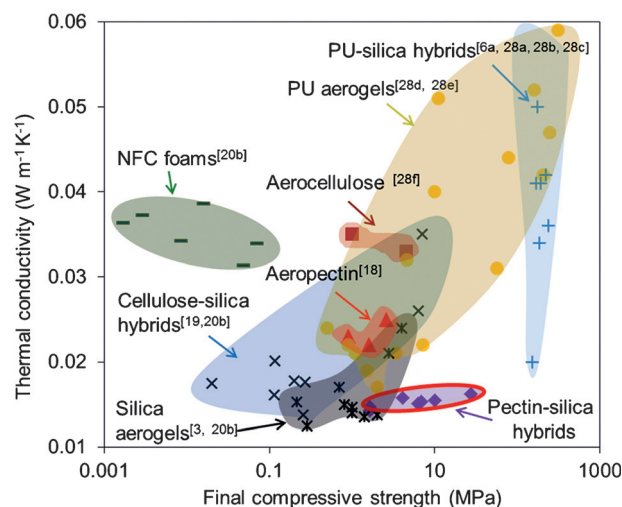 0.06
0.05
0.04
0.03
0.02
0.01
Thermal conductivity (W m⁻¹ K⁻¹)
PU-silica hybrids[6a, 28a, 28b, 28c]
PU aerogels[28d, 28e]
NFC foams[20b]
Aerocellulose [28f]
Aeropectin[18]
Cellulose-silica
hybrids[19,20b]
Silica
aerogels[3, 20b]
Pectin-silica
hybrids
0.001
0.1
10
1000
Final compressive strength (MPa)